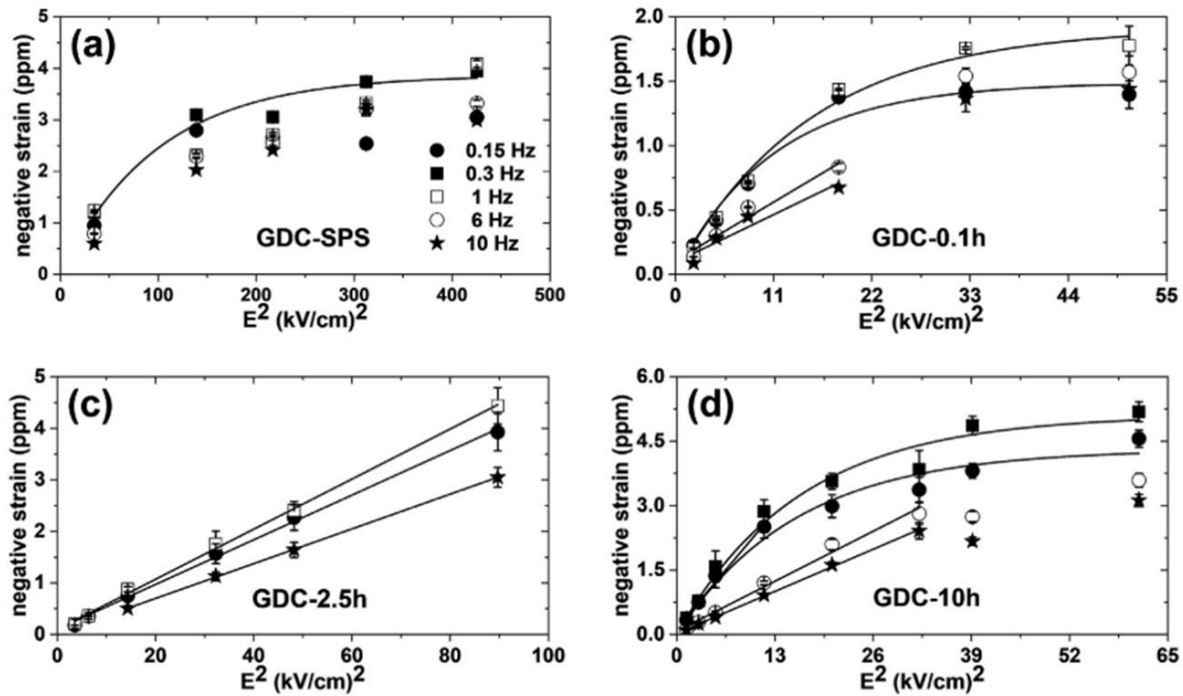 (a)
negative strain (ppm)
5
4
3
2
1
0
0 100 200 300 400 500
E² (kV/cm)²
0.15 Hz
0.3 Hz
1 Hz
6 Hz
10 Hz
GDC-SPS
(b)
negative strain (ppm)
2.0
1.5
1.0
0.5
0.0
0 11 22 33 44 55
E² (kV/cm)²
GDC-0.1h
(c)
negative strain (ppm)
5
4
3
2
1
0
0 20 40 60 80 100
E² (kV/cm)²
GDC-2.5h
(d)
negative strain (ppm)
6.0
4.5
3.0
1.5
0.0
0 13 26 39 52 65
E² (kV/cm)²
GDC-10h